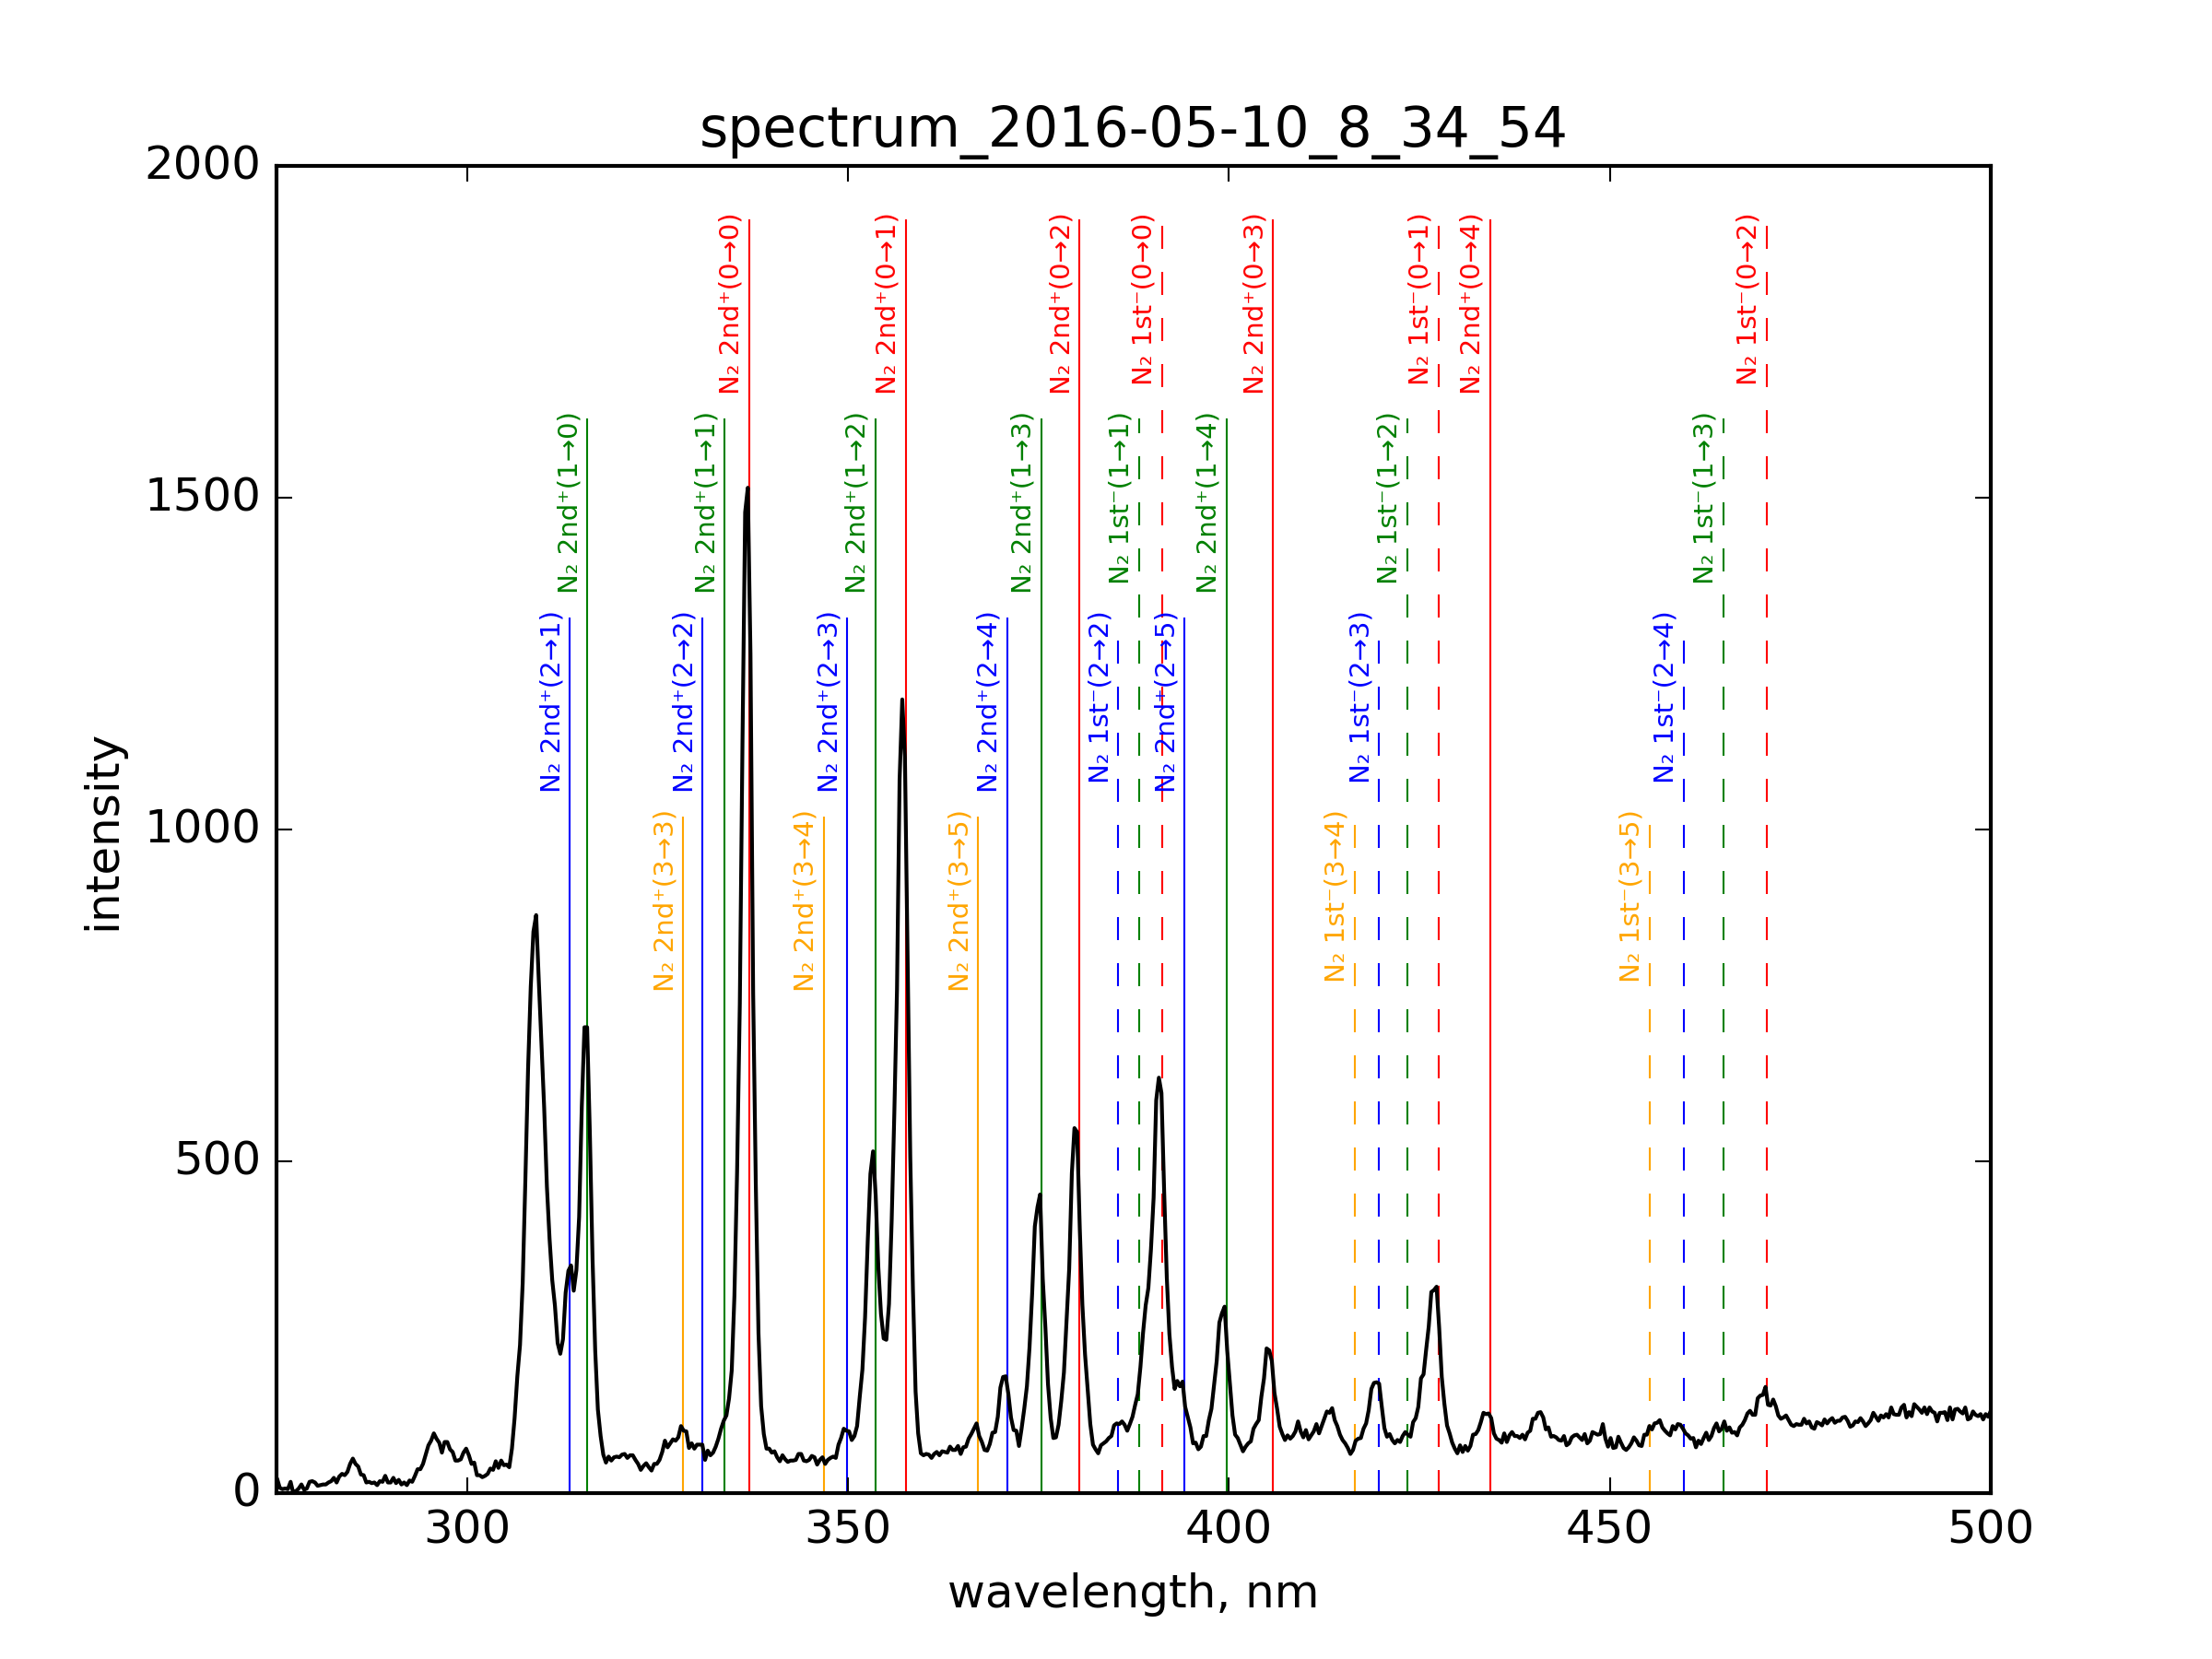 spectrum_2016-05-10_8_34_54
2000
1500
1000
500
0
intensity
N₂ 2nd⁺(0→0)
N₂ 2nd⁺(0→1)
N₂ 2nd⁺(0→2)
N₂ 1st⁻(0→0)
N₂ 2nd⁺(0→3)
N₂ 1st⁻(0→1)
N₂ 2nd⁺(0→4)
N₂ 1st⁻(0→2)
N₂ 2nd⁺(1→0)
N₂ 2nd⁺(1→1)
N₂ 2nd⁺(1→2)
N₂ 2nd⁺(1→3)
N₂ 1st⁻(1→1)
N₂ 2nd⁺(1→4)
N₂ 1st⁻(1→2)
N₂ 1st⁻(1→3)
N₂ 2nd⁺(2→1)
N₂ 2nd⁺(2→2)
N₂ 2nd⁺(2→3)
N₂ 2nd⁺(2→4)
N₂ 1st⁻(2→2)
N₂ 2nd⁺(2→5)
N₂ 1st⁻(2→3)
N₂ 1st⁻(2→4)
N₂ 2nd⁺(3→3)
N₂ 2nd⁺(3→4)
N₂ 2nd⁺(3→5)
N₂ 1st⁻(3→4)
N₂ 1st⁻(3→5)
300
350
400
450
500
wavelength, nm